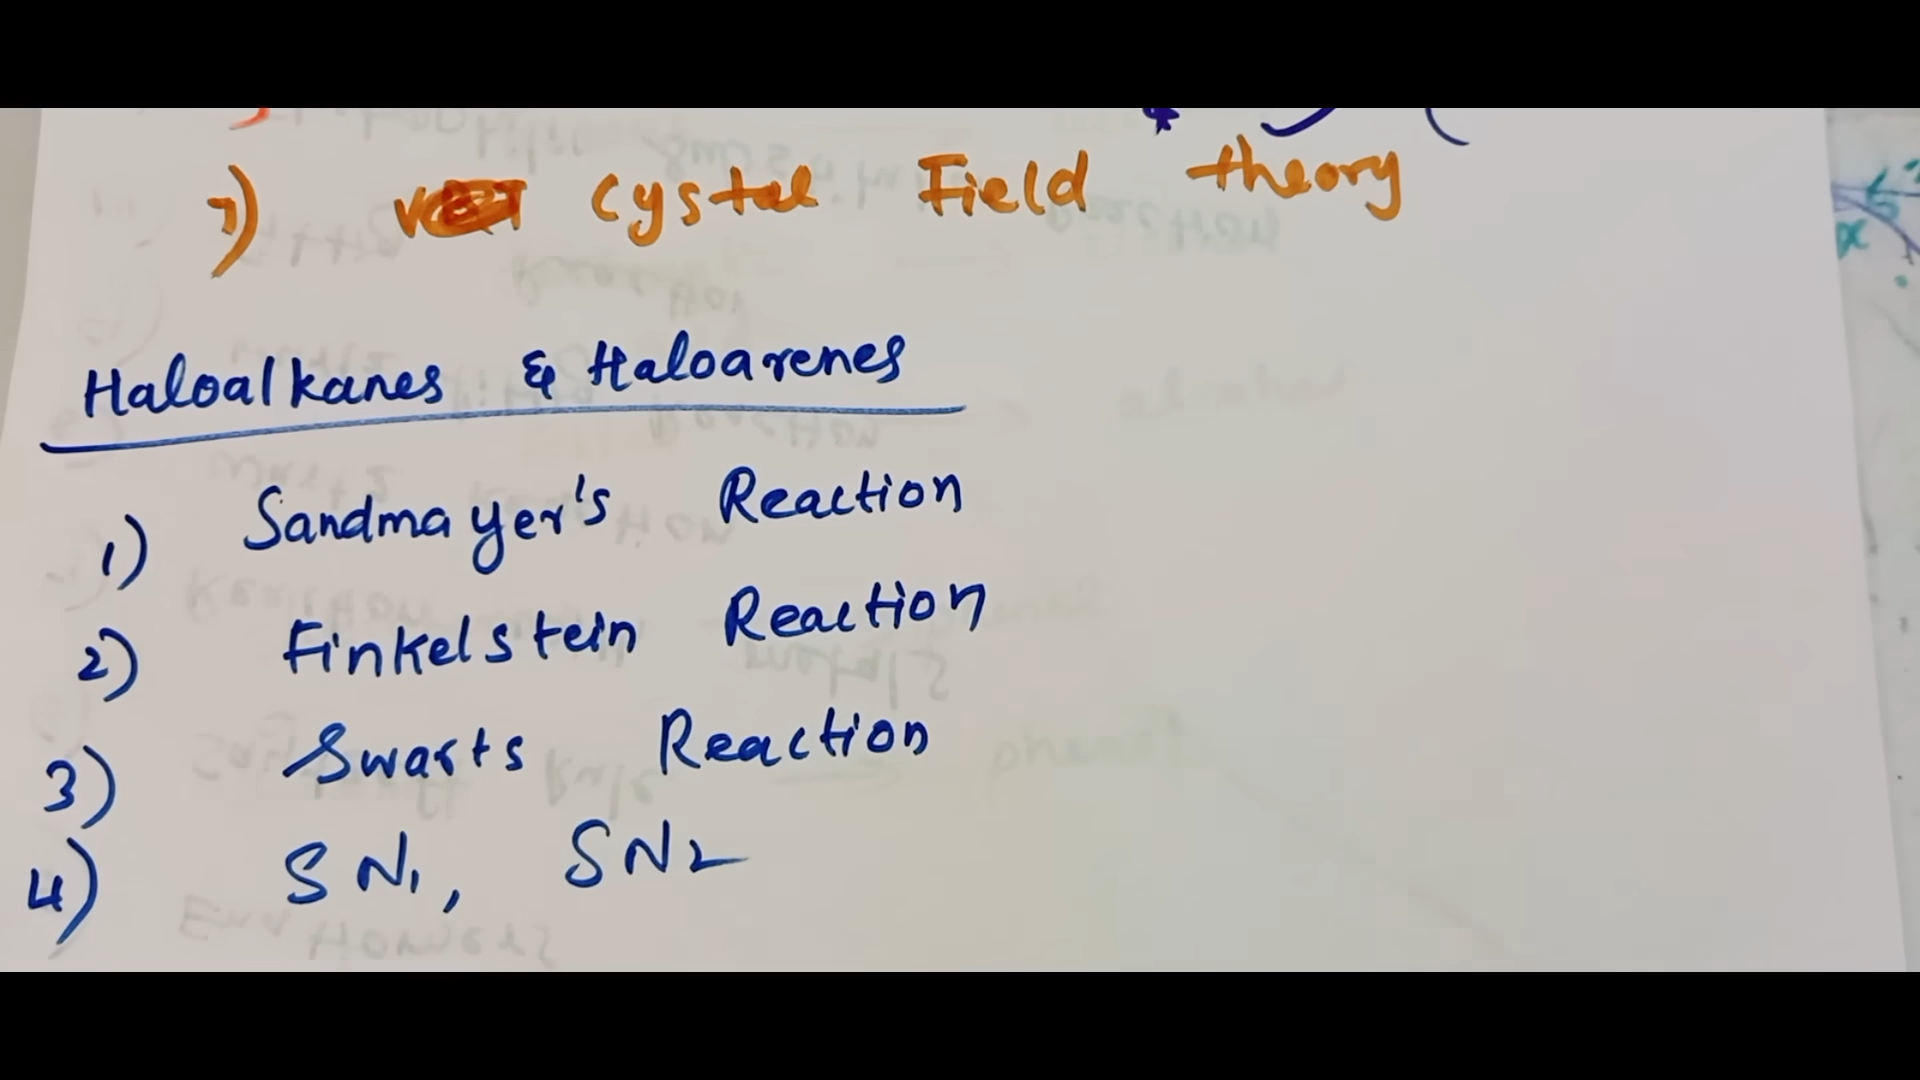 7) Cystal Field theory
Haloalkanes & Haloarenes
1) Sandmayer's Reaction
2) Finkelstein Reaction
3) Swarts Reaction
4) SN1, SN2